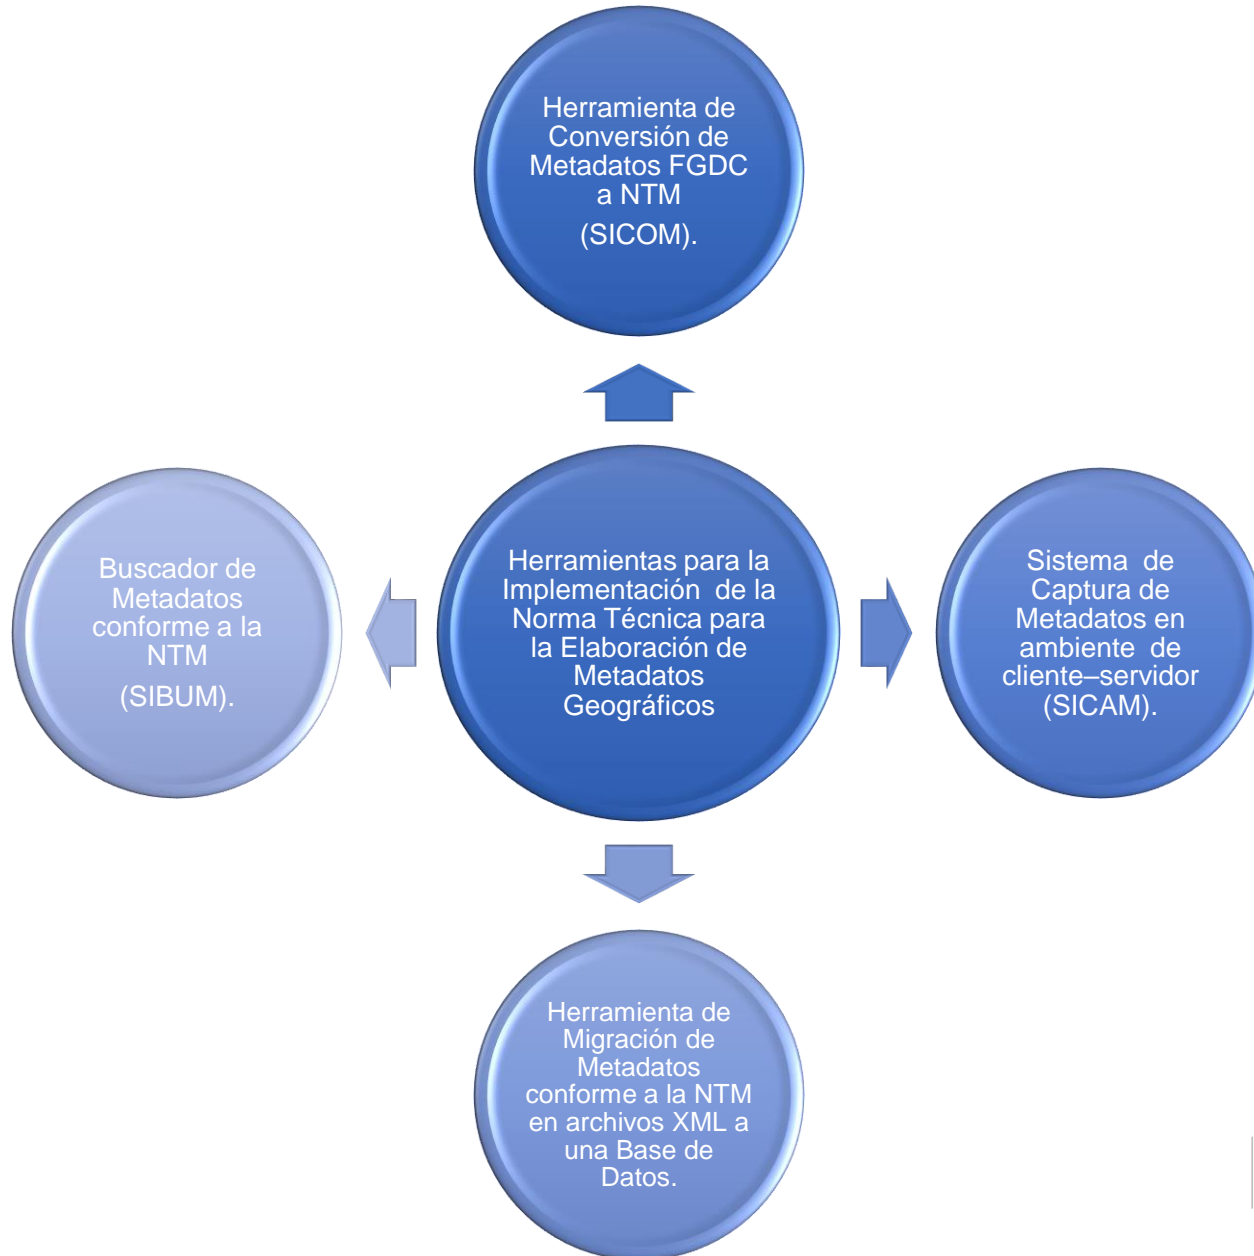 Herramienta de
Conversión de
Metadatos FGDC
a NTM
(SICOM).
Buscador de
Metadatos
conforme a la
NTM
(SIBUM).
Herramientas para la
Implementación de la
Norma Técnica para
la Elaboración de
Metadatos
Geográficos
Sistema de
Captura de
Metadatos en
ambiente de
cliente–servidor
(SICAM).
Herramienta de
Migración de
Metadatos
conforme a la NTM
en archivos XML a
una Base de
Datos.